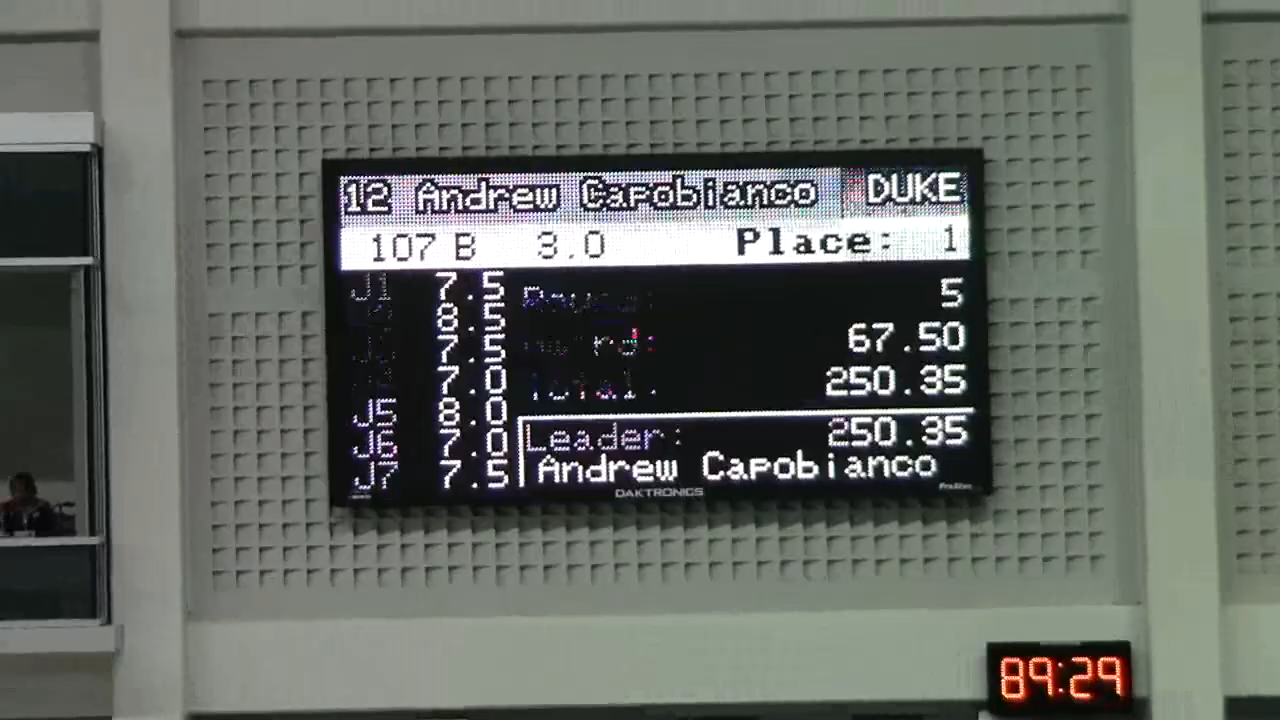 12 Andrew Capobianco DUKE
107 B 3.0 Place: 1
J1 7.5 5
8.5
7.5 67.50
7.0 Total: 250.35
J5 8.0
J6 7.0 Leader: 250.35
J7 7.5 Andrew Capobianco
DAKTRONICS
89:29